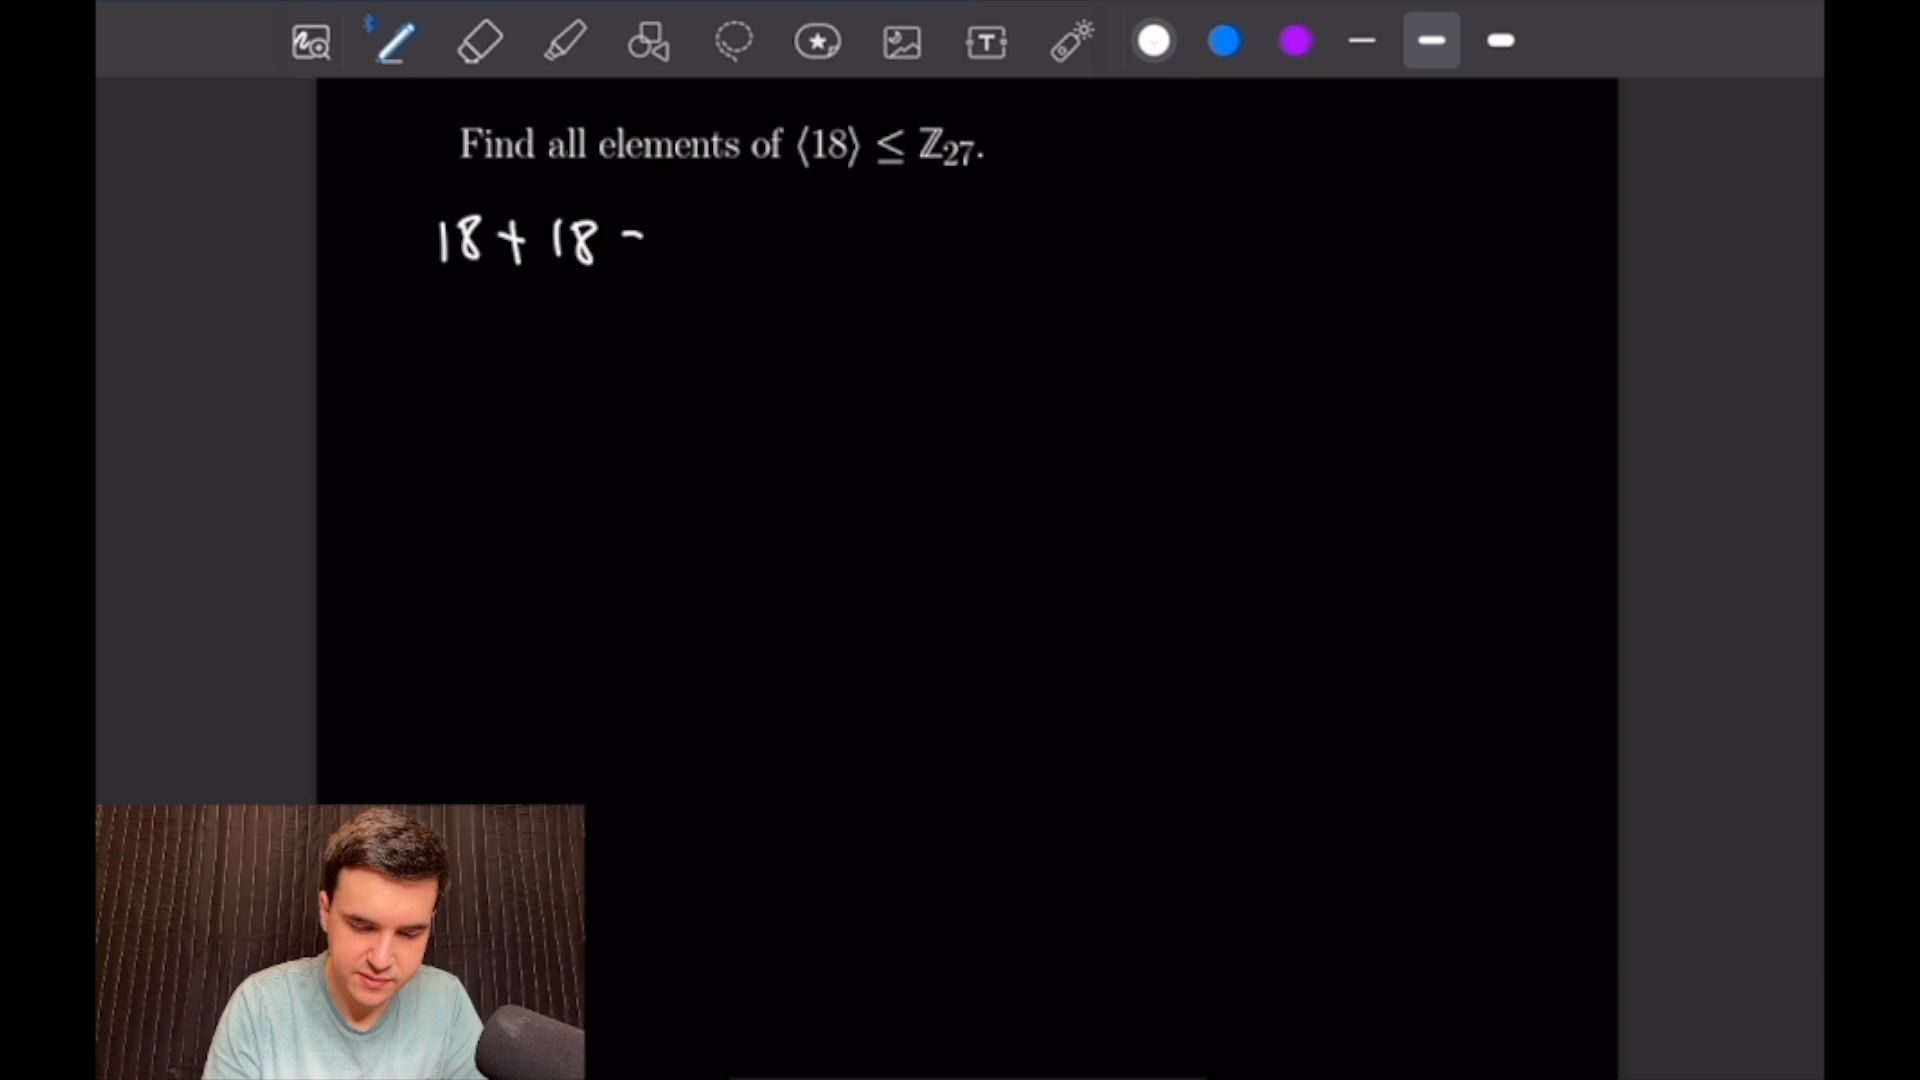 Find all elements of ⟨18⟩ ≤ ℤ₂₇.
18 + 18 -